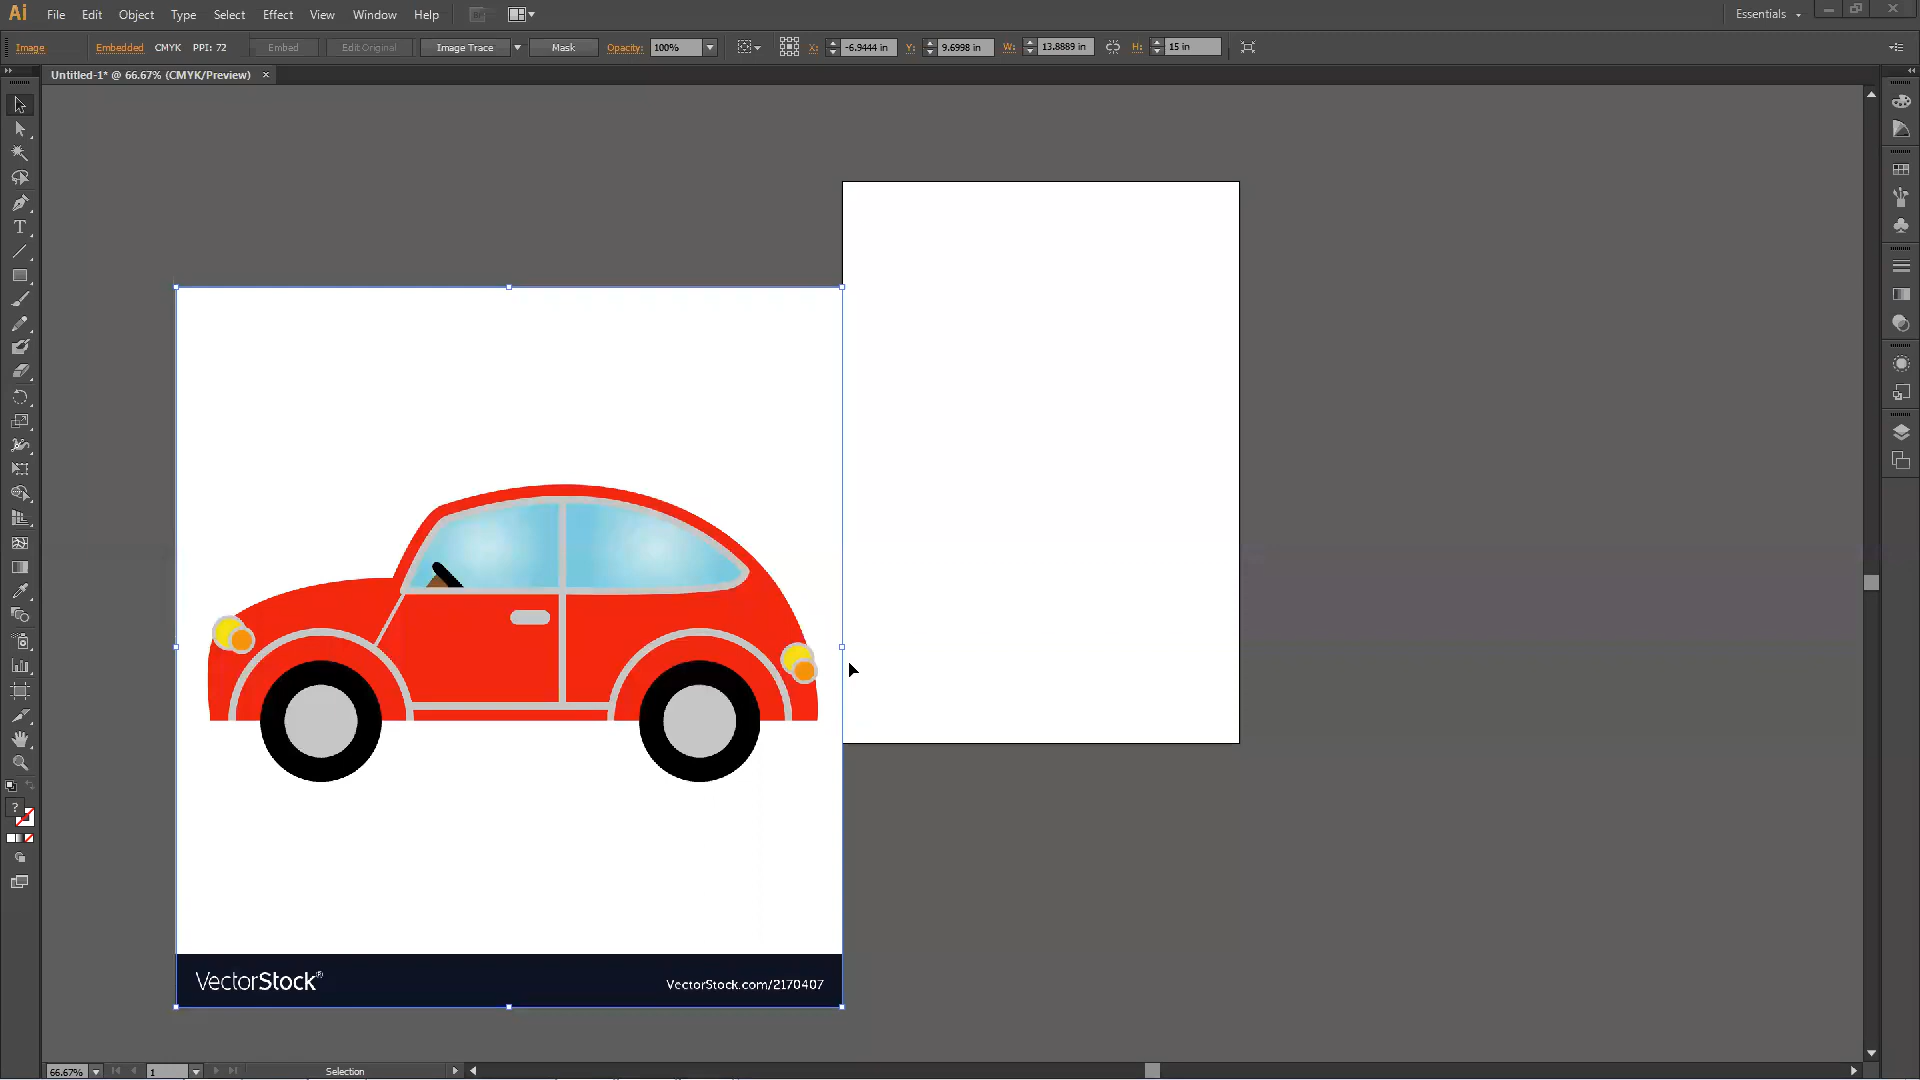 Ai File Edit Object Type Select Effect View Window Help Br Essentials
Image Embedded CMYK PPI: 72 Embed Edit Original Image Trace Mask Opacity: 100% X: -6.9444 in Y: 9.6998 in W: 13.8889 in H: 15 in
Untitled-1* @ 66.67% (CMYK/Preview)
VectorStock®
VectorStock.com/2170407
66.67% 1 Selection